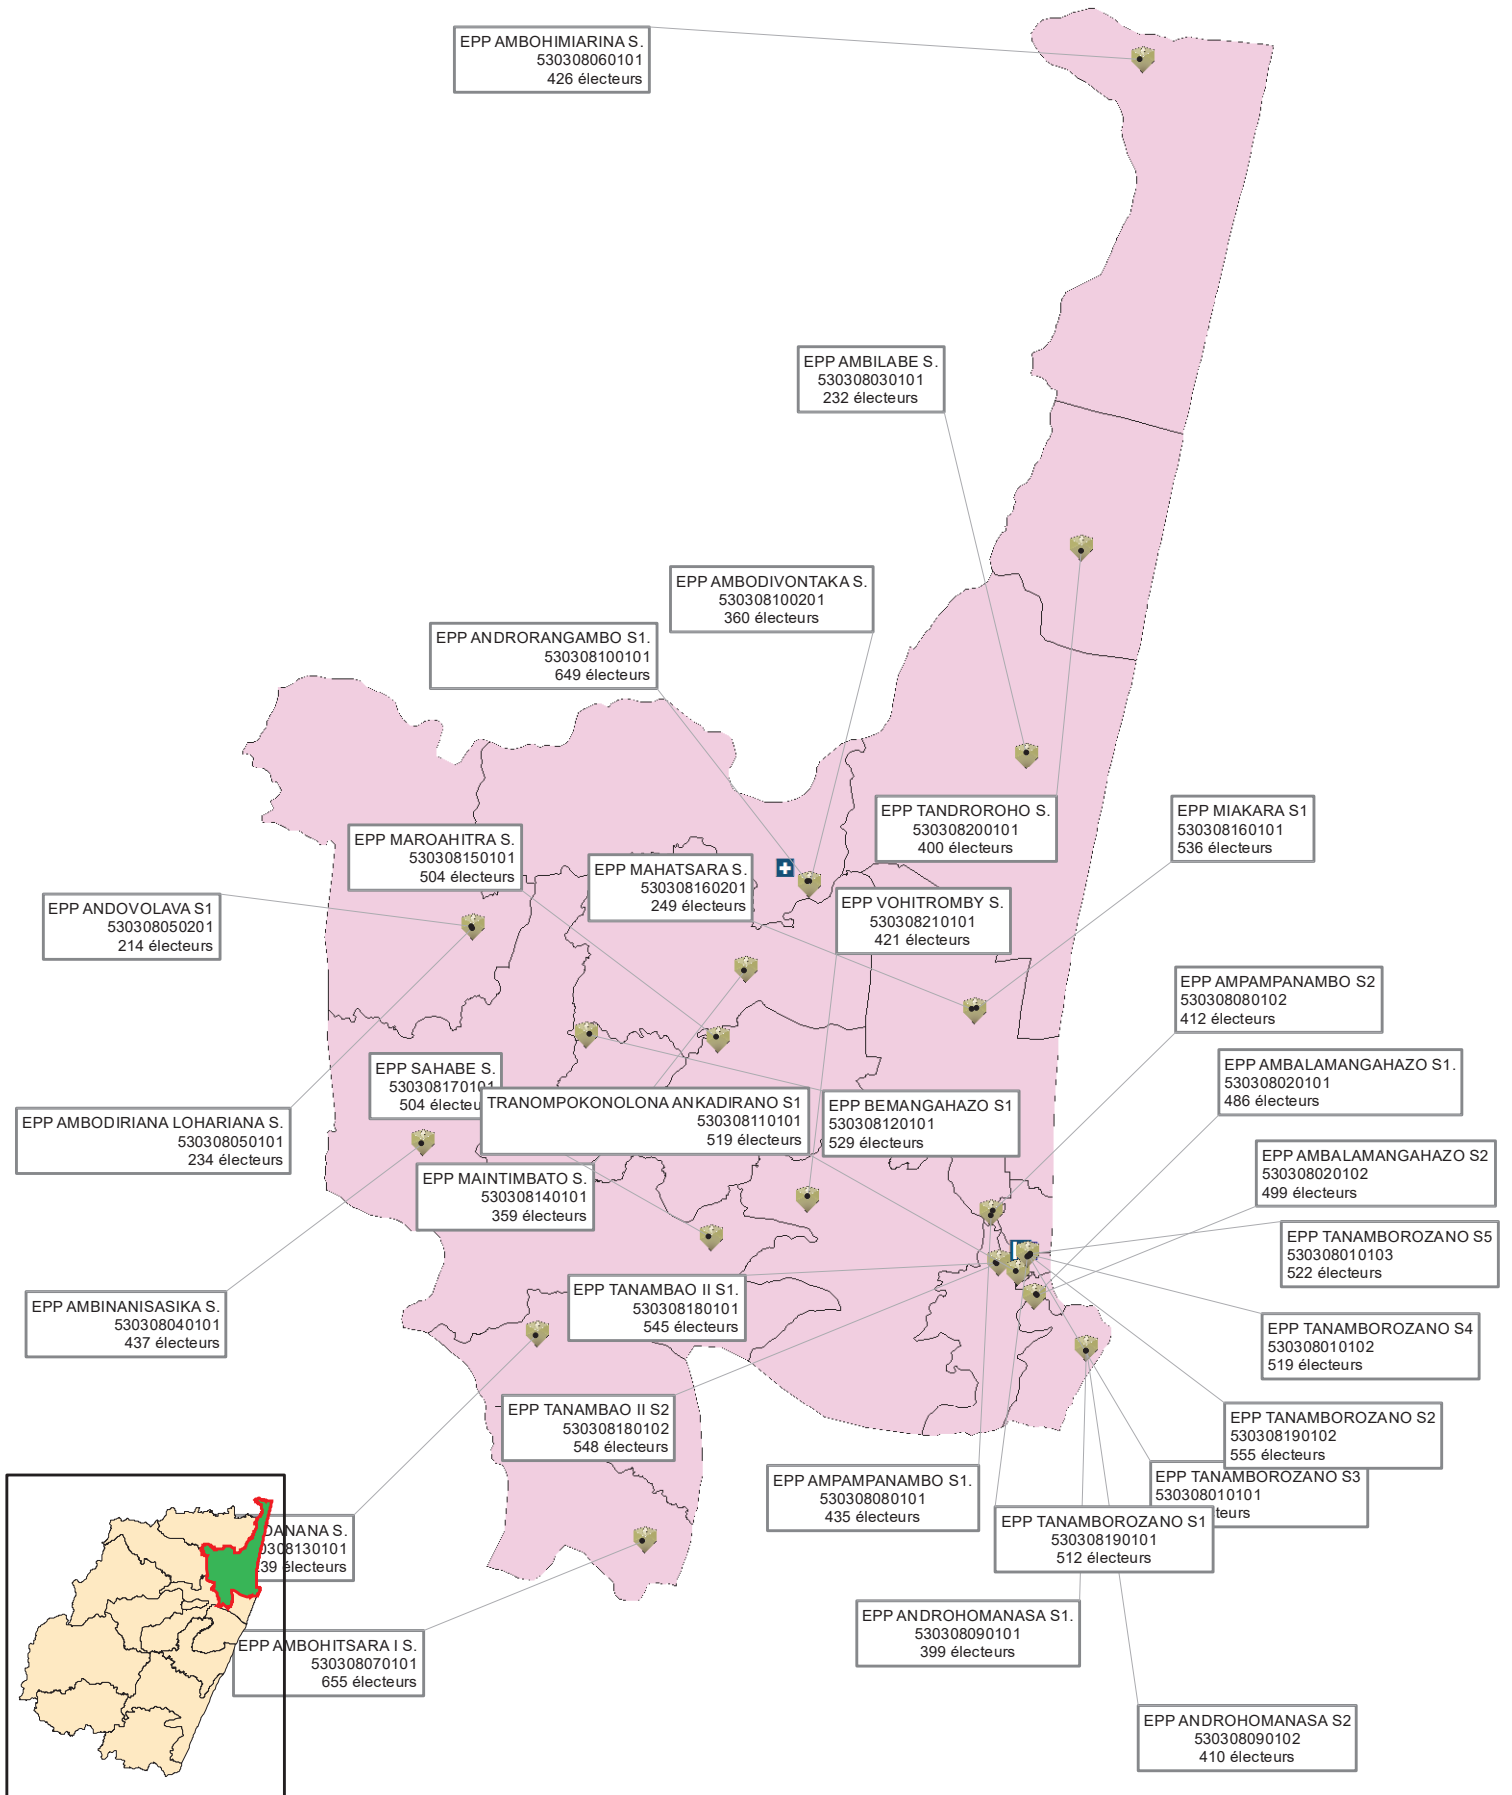 EPP AMBOHIMIARINA S.
530308060101
426 électeurs
EPP AMBILABE S.
530308030101
232 électeurs
EPP AMBODIVONTAKA S.
530308100201
360 électeurs
EPP ANDRORANGAMBO S1.
530308100101
649 électeurs
EPP TANDROROHO S.
530308200101
400 électeurs
EPP MIAKARA S1
530308160101
536 électeurs
EPP MAROAHITRA S.
530308150101
504 électeurs
EPP MAHATSARA S.
530308160201
249 électeurs
EPP VOHITROMBY S.
530308210101
421 électeurs
EPP ANDOVOLAVA S1
530308050201
214 électeurs
EPP AMPAMPANAMBO S2
530308080102
412 électeurs
EPP SAHABE S.
530308170101
504
EPP AMBALAMANGAHAZO S1.
530308020101
486 électeurs
TRANOMPOKONOLONA ANKADIRANO S1
530308110101
519 électeurs
EPP BEMANGAHAZO S1
530308120101
529 électeurs
EPP AMBODIRIANA LOHARIANA S.
530308050101
234 électeurs
EPP AMBALAMANGAHAZO S2
530308020102
499 électeurs
EPP MAINTIMBATO S.
530308140101
359 électeurs
EPP TANAMBOROZANO S5
530308010103
522 électeurs
EPP TANAMBAO II S1.
530308180101
545 électeurs
EPP AMBINANISASIKA S.
530308040101
437 électeurs
EPP TANAMBOROZANO S4
530308010102
519 électeurs
EPP TANAMBAO II S2
530308180102
548 électeurs
EPP TANAMBOROZANO S2
530308190102
555 électeurs
EPP TANAMBOROZANO S3
530308010101
EPP AMPAMPANAMBO S1.
530308080101
435 électeurs
EPP TANAMBOROZANO S1
530308190101
512 électeurs
S.
électeurs
EPP ANDROHOMANASA S1.
530308090101
399 électeurs
EPP AMBOHITSARA I S.
530308070101
655 électeurs
EPP ANDROHOMANASA S2
530308090102
410 électeurs